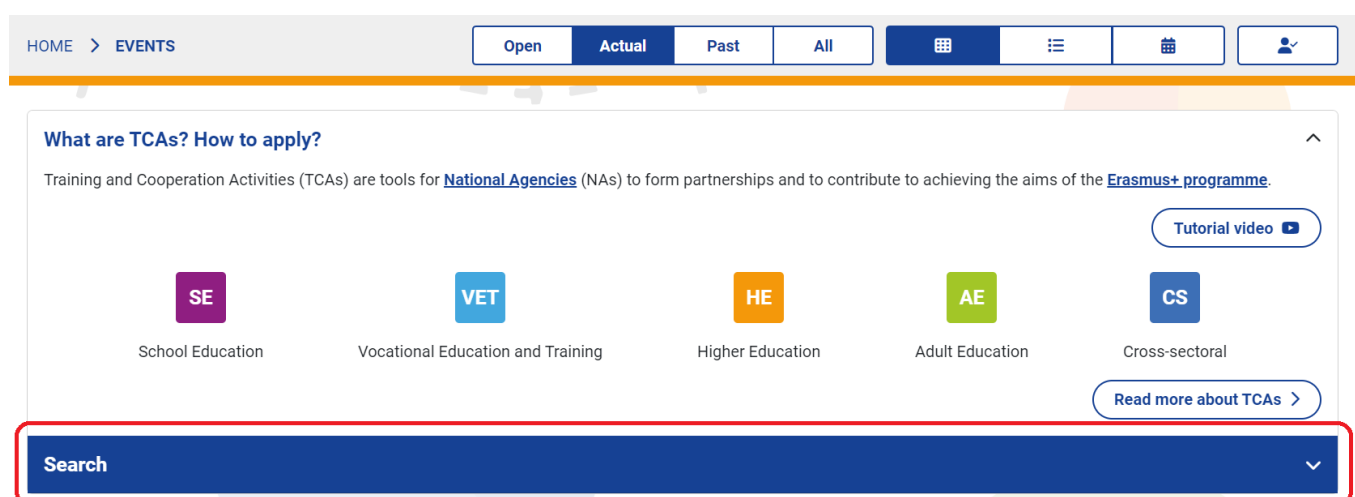 HOME > EVENTS Open Actual Past All
What are TCAs? How to apply?
Training and Cooperation Activities (TCAs) are tools for National Agencies (NAs) to form partnerships and to contribute to achieving the aims of the Erasmus+ programme.
Tutorial video
SE VET HE AE CS
School Education Vocational Education and Training Higher Education Adult Education Cross-sectoral
Read more about TCAs >
Search